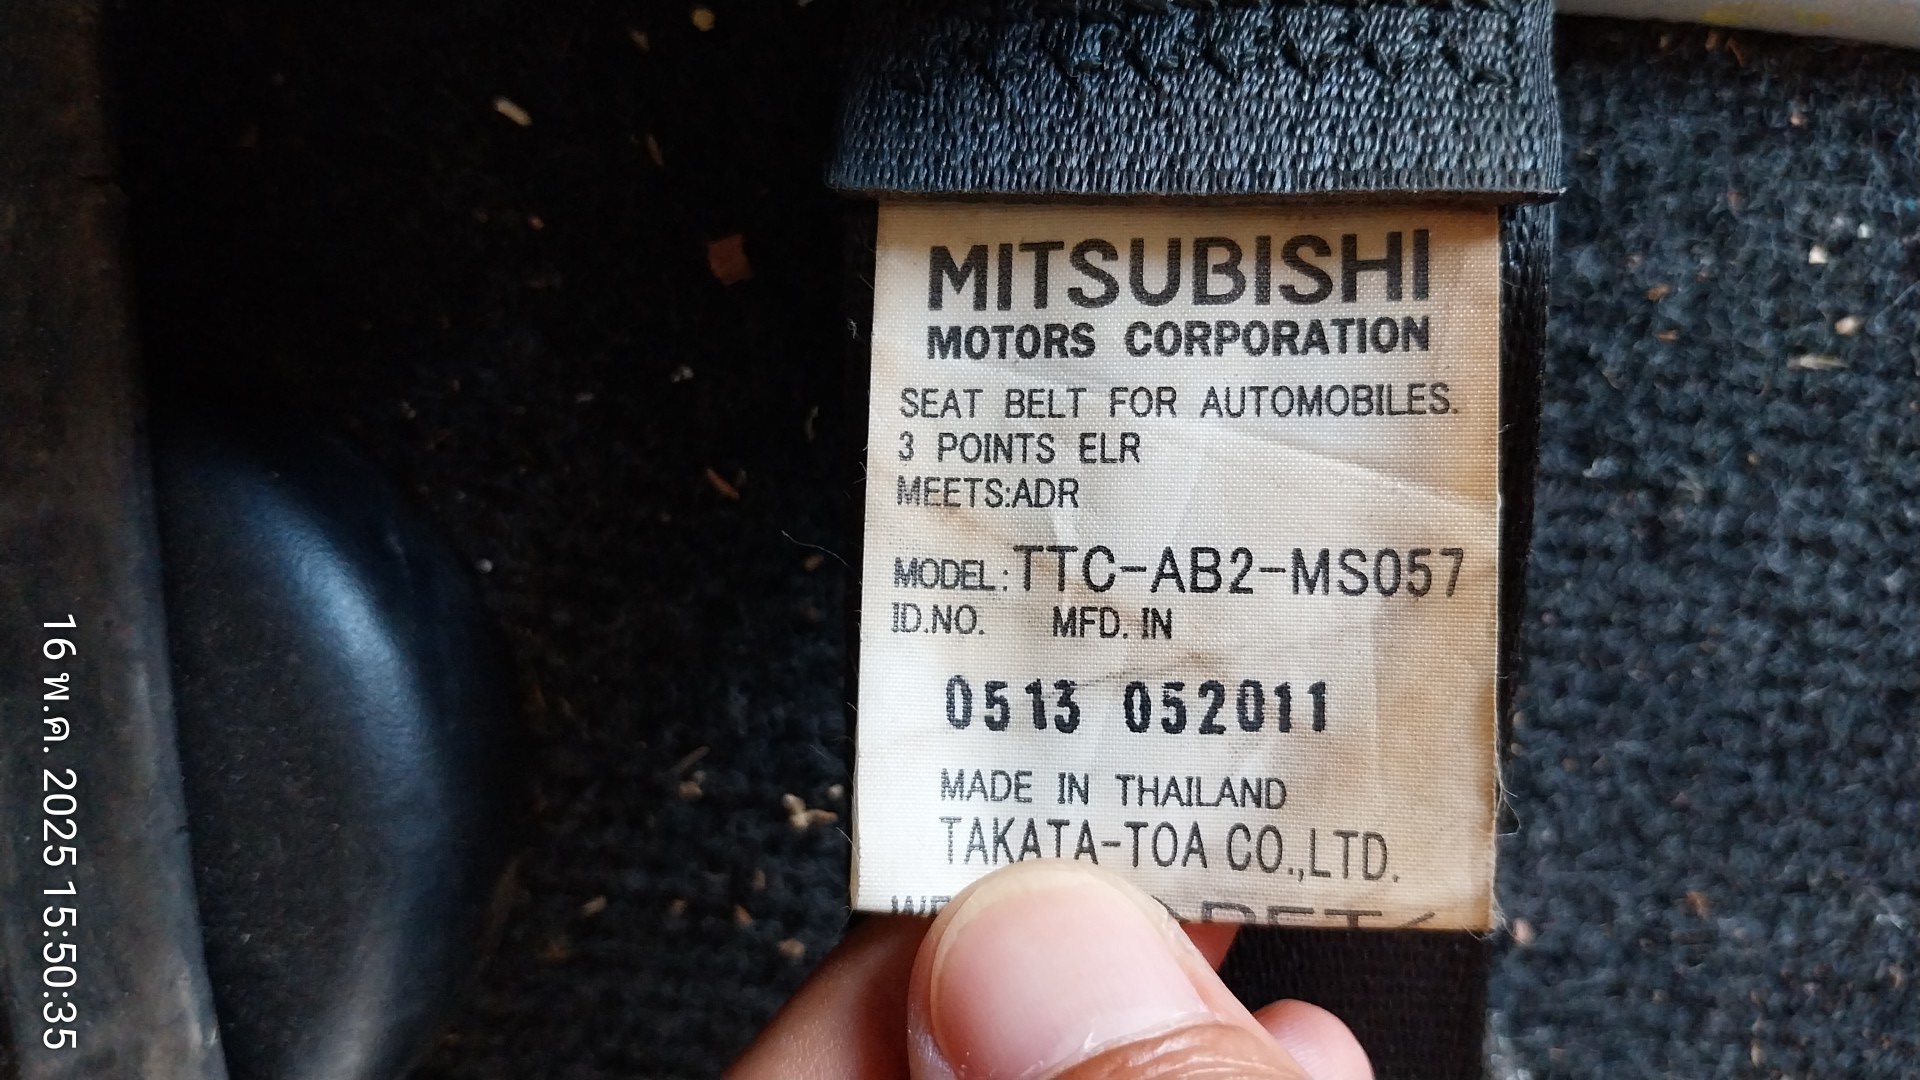 MITSUBISHI
MOTORS CORPORATION
SEAT BELT FOR AUTOMOBILES.
3 POINTS ELR
MEETS:ADR
MODEL:TTC-AB2-MS057
ID.NO. MFD. IN
0513 052011
MADE IN THAILAND
TAKATA-TOA CO.,LTD.
16 พ.ค. 2025 15:50:35